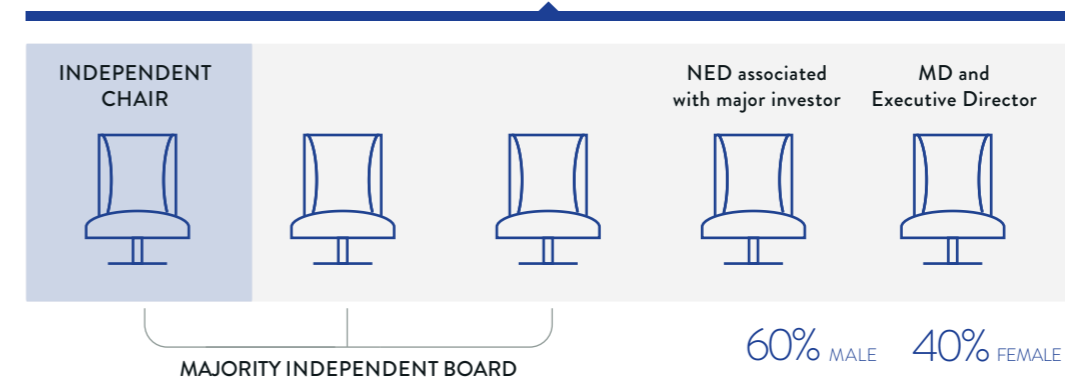 INDEPENDENT
CHAIR
NED associated
with major investor
MD and
Executive Director
MAJORITY INDEPENDENT BOARD
60% MALE
40% FEMALE